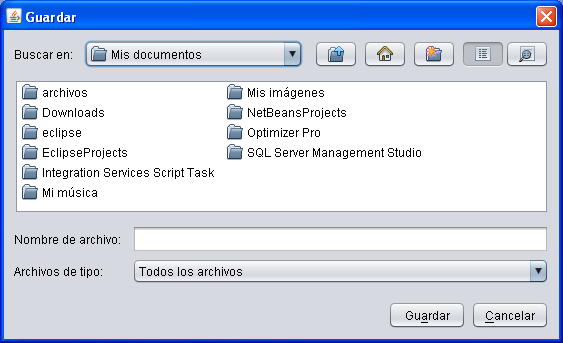 Guardar
Buscar en: Mis documentos
archivos
Downloads
eclipse
EclipseProjects
Integration Services Script Task
Mi música
Mis imágenes
NetBeansProjects
Optimizer Pro
SQL Server Management Studio
Nombre de archivo:
Archivos de tipo: Todos los archivos
Guardar Cancelar